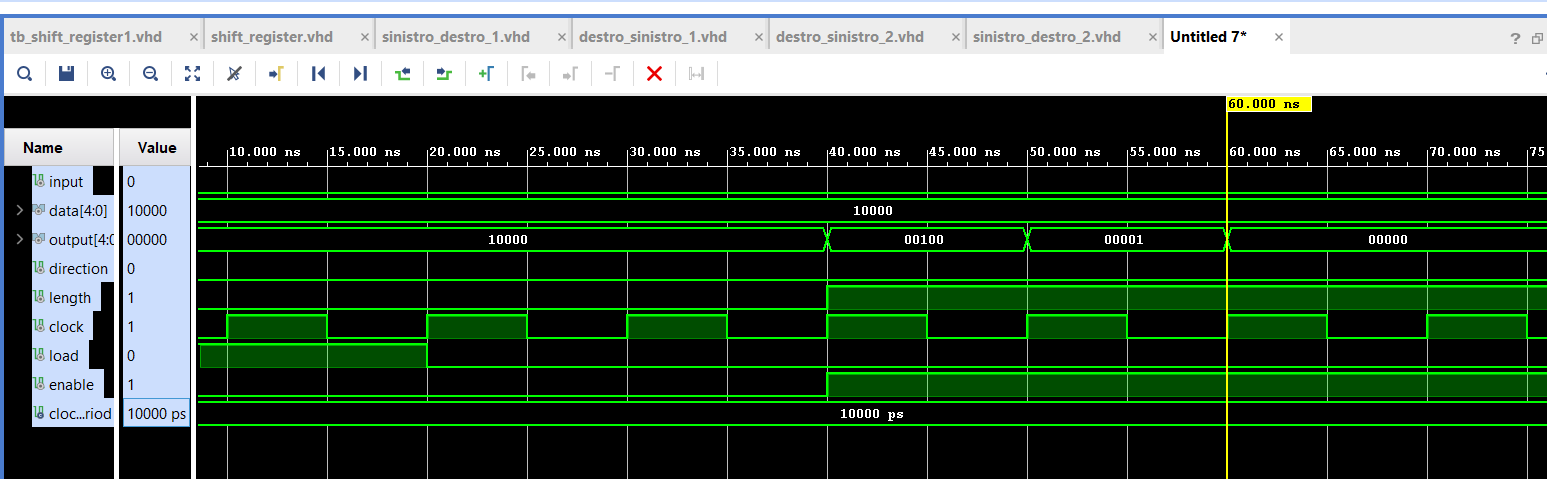 tb_shift_register1.vhd × shift_register.vhd × sinistro_destro_1.vhd × destro_sinistro_1.vhd × destro_sinistro_2.vhd × sinistro_destro_2.vhd × Untitled 7* × ?
60.000 ns
Name Value 10.000 ns 15.000 ns 20.000 ns 25.000 ns 30.000 ns 35.000 ns 40.000 ns 45.000 ns 50.000 ns 55.000 ns 60.000 ns 65.000 ns 70.000 ns 75
input 0
data[4:0] 10000 10000
output[4:0 00000 10000 00100 00001 00000
direction 0
length 1
clock 1
load 0
enable 1
cloc...riod 10000 ps 10000 ps